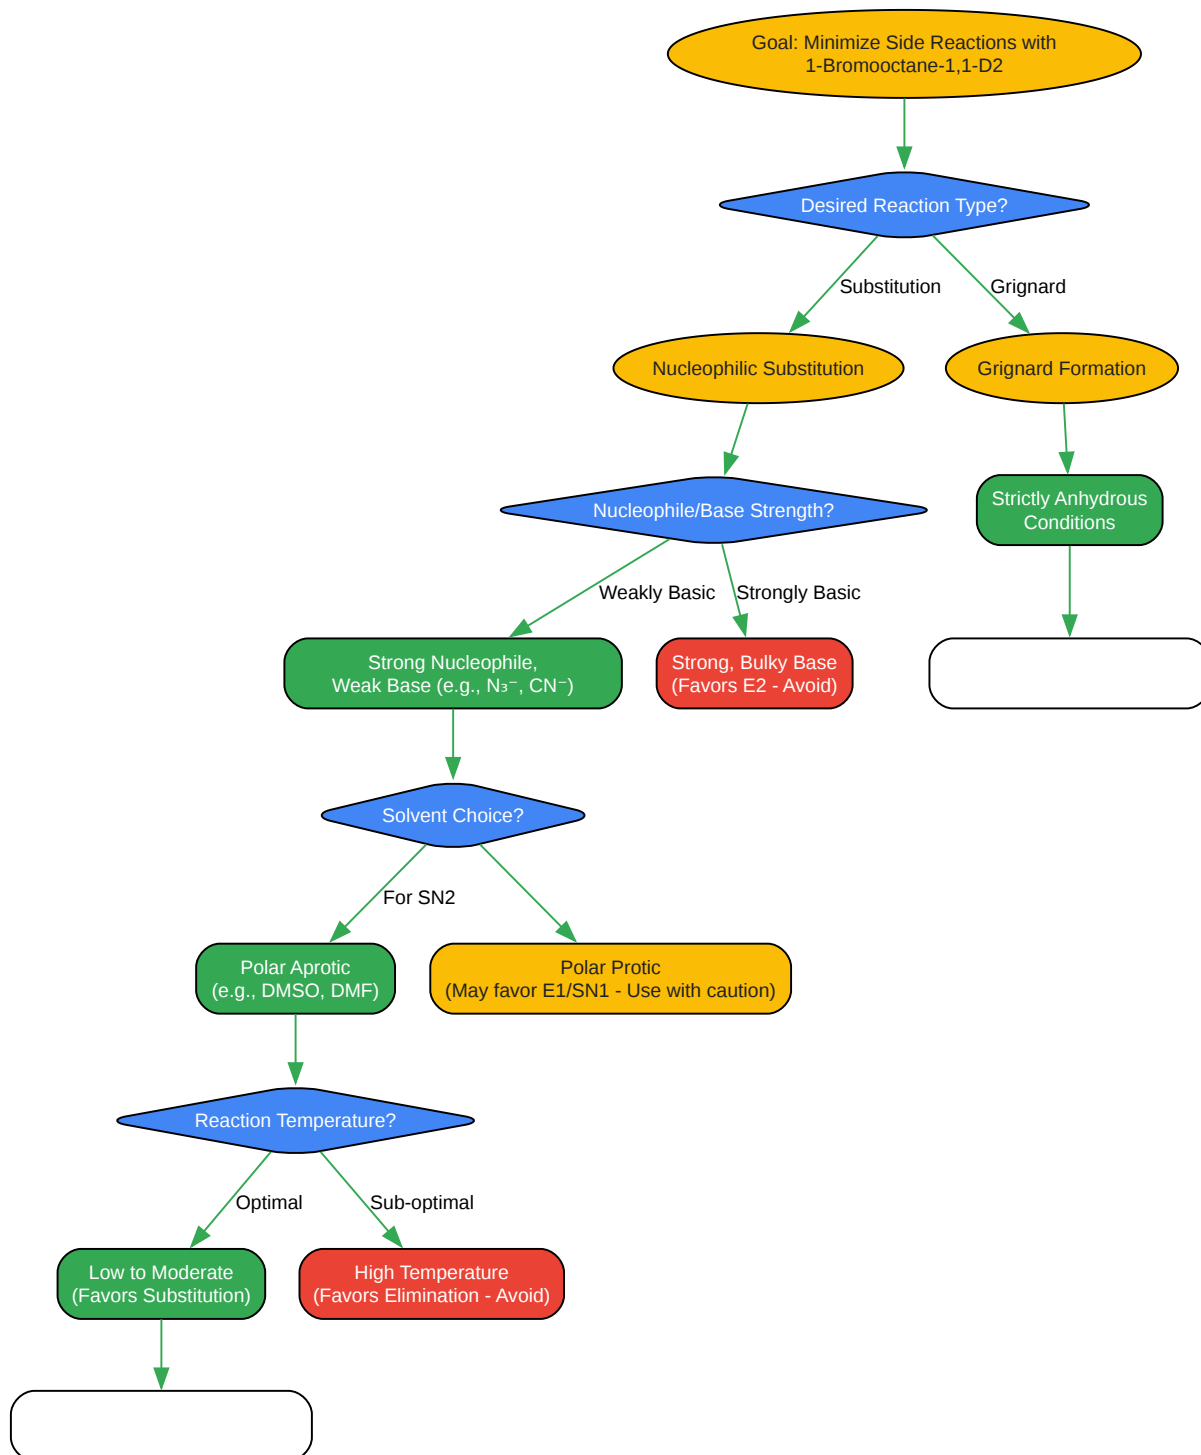 Goal: Minimize Side Reactions with
1-Bromooctane-1,1-D2
Desired Reaction Type?
Substitution
Grignard
Nucleophilic Substitution
Grignard Formation
Strictly Anhydrous
Conditions
Nucleophile/Base Strength?
Weakly Basic
Strongly Basic
Strong Nucleophile,
Weak Base (e.g., N₃⁻, CN⁻)
Strong, Bulky Base
(Favors E2 - Avoid)
Solvent Choice?
For SN2
Polar Aprotic
(e.g., DMSO, DMF)
Polar Protic
(May favor E1/SN1 - Use with caution)
Reaction Temperature?
Optimal
Sub-optimal
Low to Moderate
(Favors Substitution)
High Temperature
(Favors Elimination - Avoid)